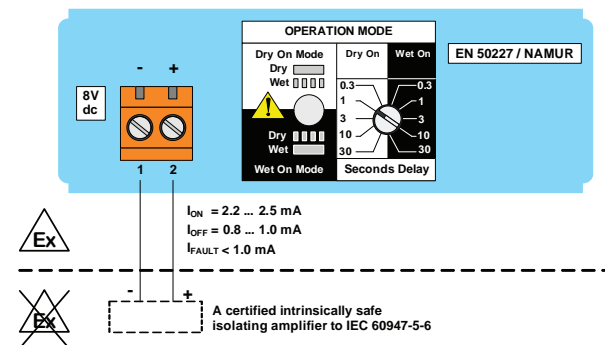 OPERATION MODE
Dry On Mode
Dry
Wet
Dry
Wet
Wet On Mode
Dry On
Wet On
0.3
0.3
1
1
3
3
10
10
30
30
Seconds Delay
EN 50227 / NAMUR
- +
8V
dc
1 2
Ex
I_ON = 2.2 ... 2.5 mA
I_OFF = 0.8 ... 1.0 mA
I_FAULT < 1.0 mA
Ex
- +
A certified intrinsically safe
isolating amplifier to IEC 60947-5-6